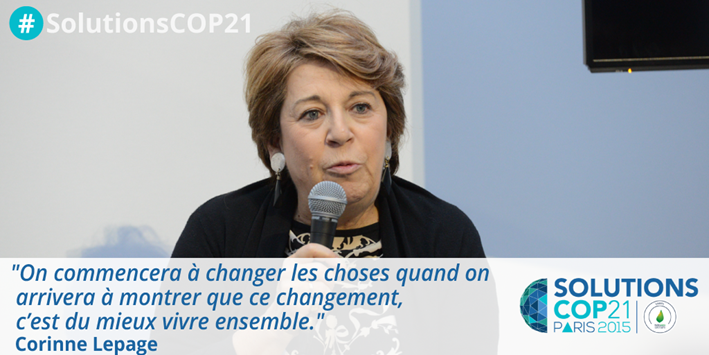 #SolutionsCOP21
"On commencera à changer les choses quand on
arrivera à montrer que ce changement,
c’est du mieux vivre ensemble."
Corinne Lepage
SOLUTIONS
COP21
PARIS 2015